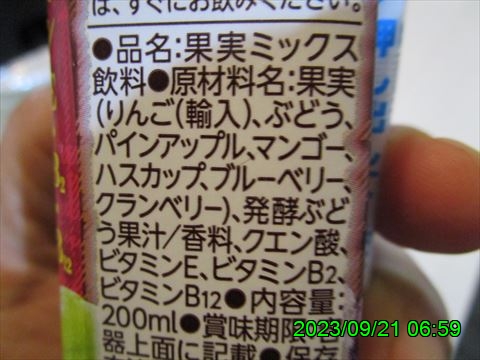 は、すぐにお飲みください。
●品名:果実ミックス
飲料●原材料名:果実
(りんご(輸入)、ぶどう、
パインアップル、マンゴー、
ハスカップ、ブルーベリー、
クランベリー)、発酵ぶど
う果汁/香料、クエン酸、
ビタミンE、ビタミンB2、
ビタミンB12●内容量:
200ml●賞味期限:容
器上面に記載●保存
2023/09/21 06:59